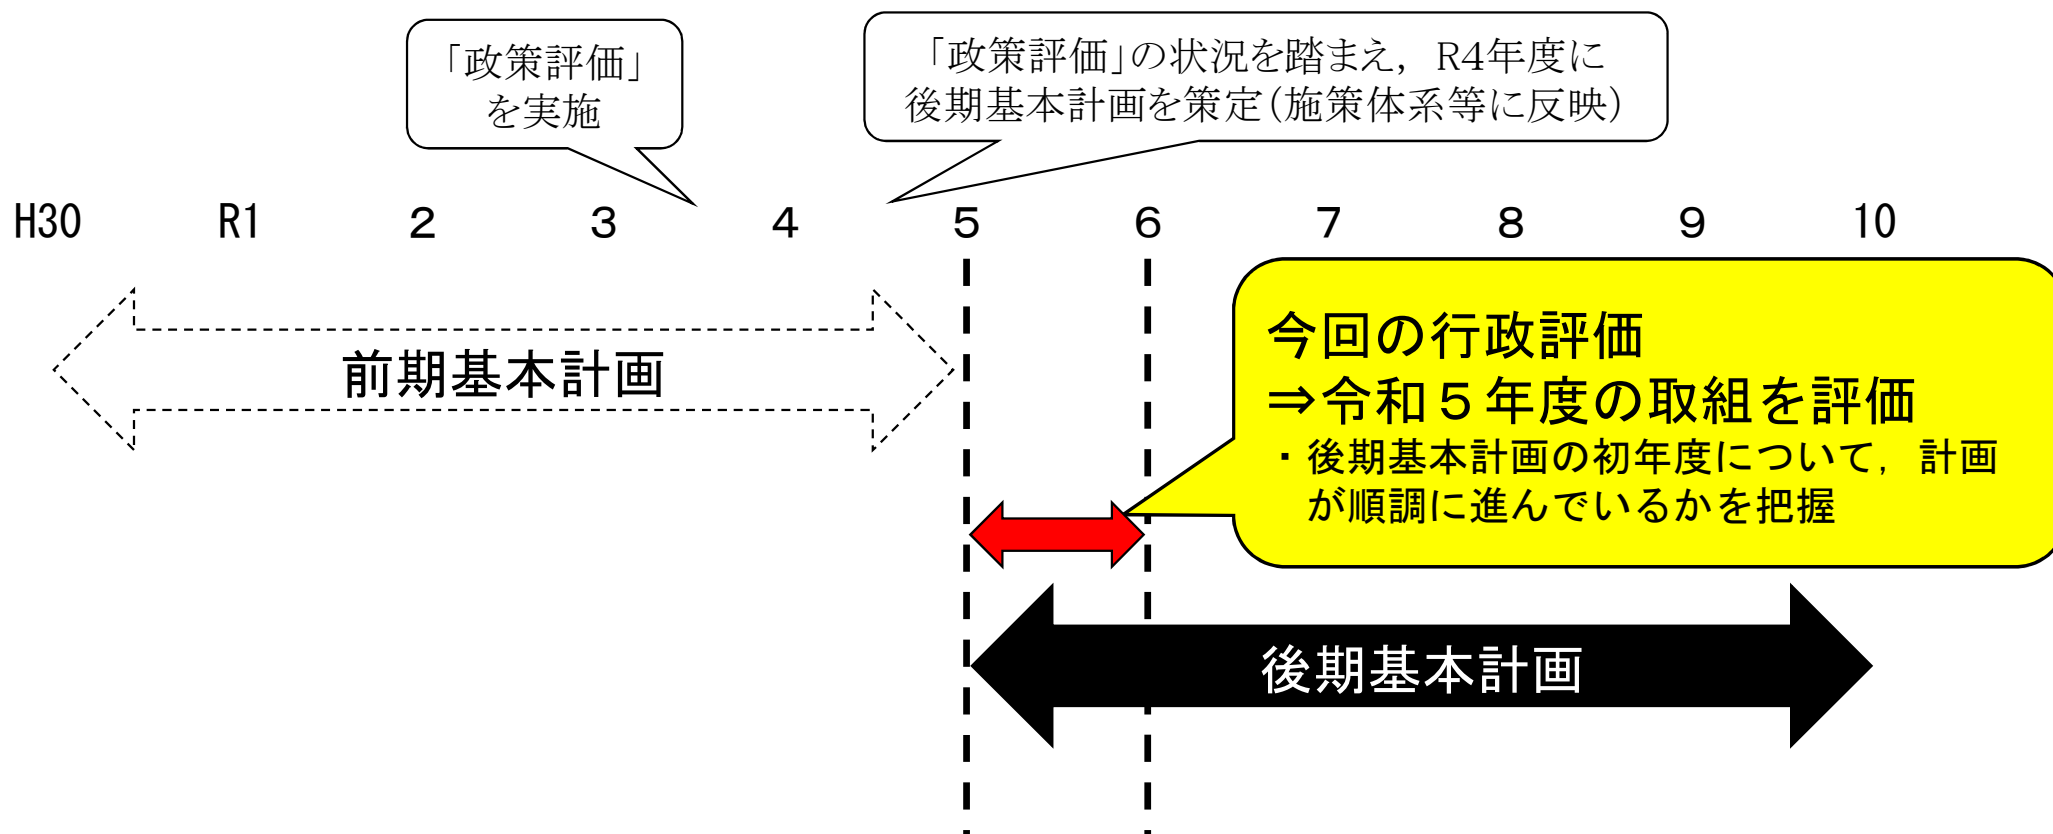 「政策評価」
を実施
「政策評価」の状況を踏まえ，R4年度に
後期基本計画を策定（施策体系等に反映）
H30 R1 2 3 4 5 6 7 8 9 10
前期基本計画
今回の行政評価
⇒令和５年度の取組を評価
・後期基本計画の初年度について，計画
が順調に進んでいるかを把握
後期基本計画